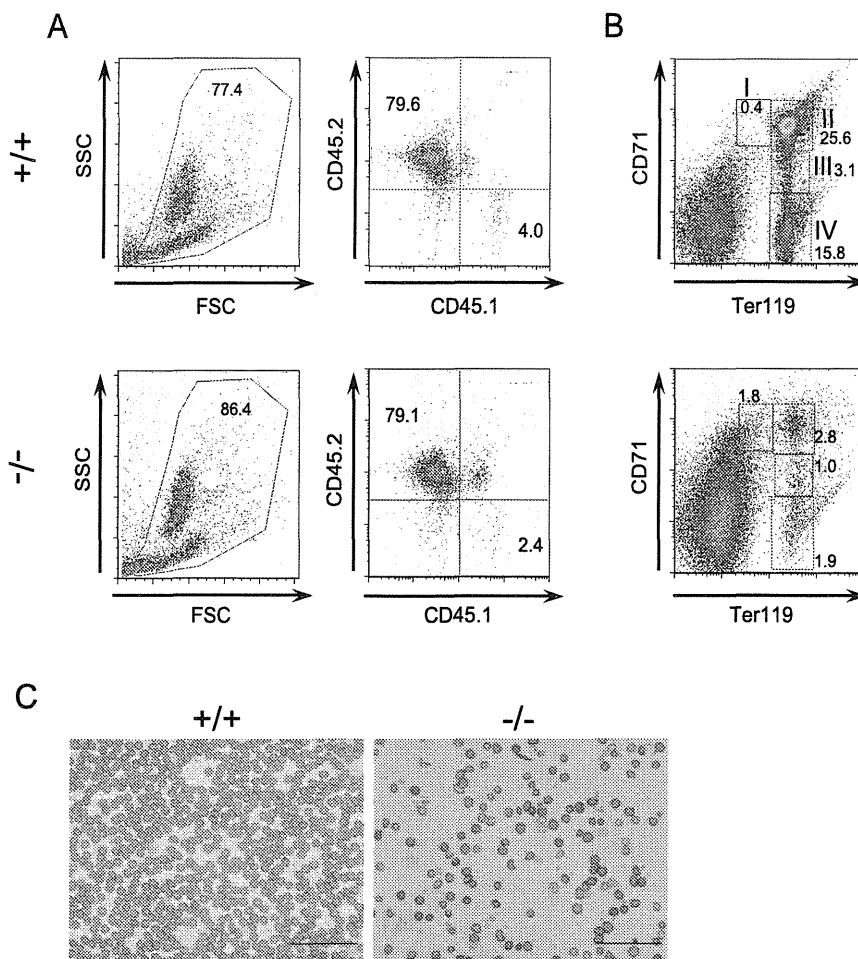 A
B
+/+
SSC
77.4
FSC
CD45.2
79.6
4.0
CD45.1
CD71
I
0.4
II
25.6
III 3.1
IV
15.8
Ter119
-/-
SSC
86.4
FSC
CD45.2
79.1
2.4
CD45.1
CD71
1.8
2.8
1.0
1.9
Ter119
C
+/+
-/-